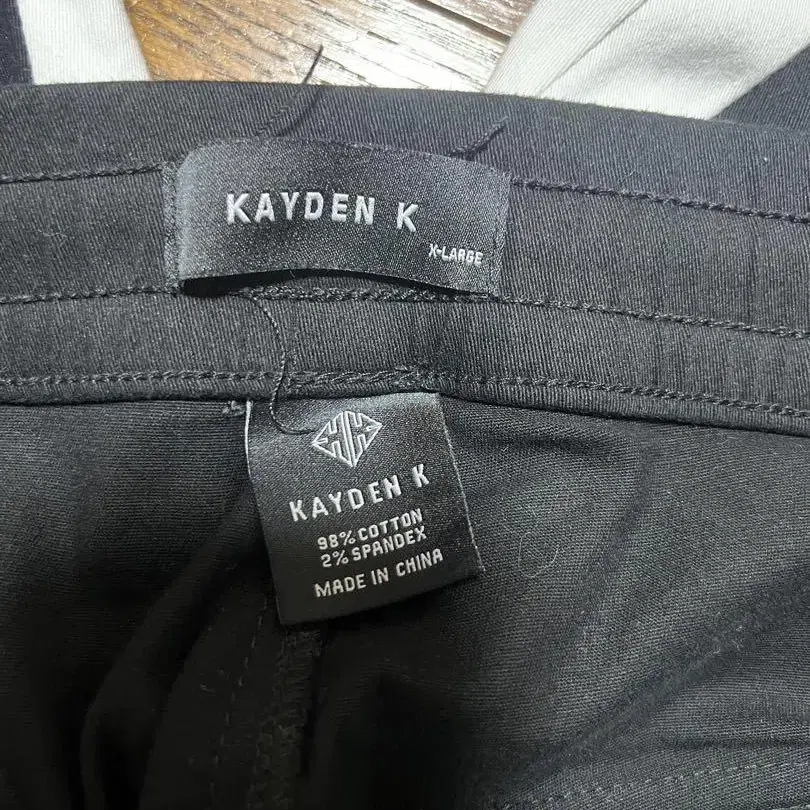 KAYDEN K
X-LARGE
KAYDEN K
98% COTTON
2% SPANDEX
MADE IN CHINA